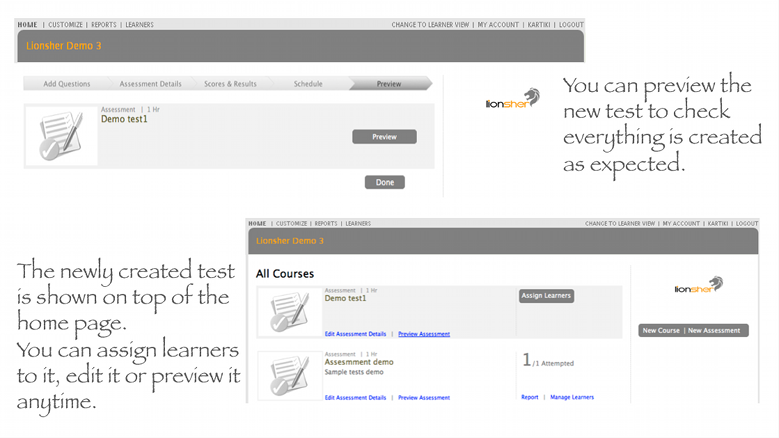 HOME | CUSTOMIZE | REPORTS | LEARNERS
CHANGE TO LEARNER VIEW | MY ACCOUNT | KARTIKI | LOGOUT
Lionsher Demo 3
Add Questions
Assessment Details
Scores & Results
Schedule
Preview
Assessment | 1 Hr
Demo test1
Preview
Done
lionsher
You can preview the
new test to check
everything is created
as expected.
The newly created test
is shown on top of the
home page.
You can assign learners
to it, edit it or preview it
anytime.
HOME | CUSTOMIZE | REPORTS | LEARNERS
CHANGE TO LEARNER VIEW | MY ACCOUNT | KARTIKI | LOGOUT
Lionsher Demo 3
All Courses
Assessment | 1 Hr
Demo test1
Assign Learners
Edit Assessment Details | Preview Assessment
Assessment | 1 Hr
Assesmment demo
Sample tests demo
1/1 Attempted
Edit Assessment Details | Preview Assessment
Report | Manage Learners
lionsher
New Course | New Assessment